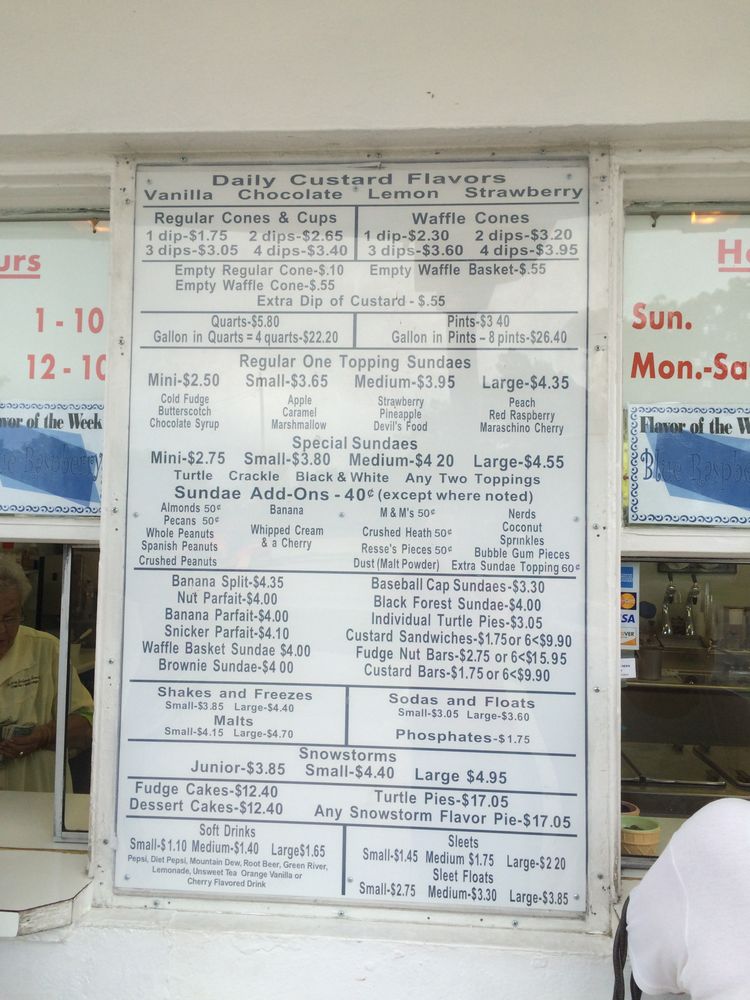 Daily Custard Flavors
Vanilla Chocolate Lemon Strawberry
Regular Cones & Cups
1 dip-$1.75 2 dips-$2.65
3 dips-$3.05 4 dips-$3.40
Waffle Cones
1 dip-$2.30 2 dips-$3.20
3 dips-$3.60 4 dips-$3.95
Empty Regular Cone-$.10 Empty Waffle Basket-$.55
Empty Waffle Cone-$.55
Extra Dip of Custard - $.55
Quarts-$5.80
Gallon in Quarts = 4 quarts-$22.20
Pints-$3 40
Gallon in Pints - 8 pints-$26.40
Regular One Topping Sundaes
Mini-$2.50 Small-$3.65 Medium-$3.95 Large-$4.35
Cold Fudge Apple Strawberry Peach
Butterscotch Caramel Pineapple Red Raspberry
Chocolate Syrup Marshmallow Devil's Food Maraschino Cherry
Special Sundaes
Mini-$2.75 Small-$3.80 Medium-$4 20 Large-$4.55
Turtle Crackle Black & White Any Two Toppings
Sundae Add-Ons - 40¢ (except where noted)
Almonds 50¢
Pecans 50¢
Whole Peanuts
Spanish Peanuts
Crushed Peanuts
Banana
Whipped Cream
& a Cherry
M & M's 50¢
Crushed Heath 50¢
Resse's Pieces 50¢
Dust (Malt Powder)
Nerds
Coconut
Sprinkles
Bubble Gum Pieces
Extra Sundae Topping 60¢
Banana Split-$4.35
Nut Parfait-$4.00
Banana Parfait-$4.00
Snicker Parfait-$4.10
Waffle Basket Sundae $4.00
Brownie Sundae-$4 00
Baseball Cap Sundaes-$3.30
Black Forest Sundae-$4.00
Individual Turtle Pies-$3.05
Custard Sandwiches-$1.75 or 6<$9.90
Fudge Nut Bars-$2.75 or 6<$15.95
Custard Bars-$1.75 or 6<$9.90
Shakes and Freezes
Small-$3.85 Large-$4.40
Malts
Small-$4.15 Large-$4.70
Sodas and Floats
Small-$3.05 Large-$3.60
Phosphates-$1.75
Snowstorms
Junior-$3.85 Small-$4.40 Large $4.95
Fudge Cakes-$12.40
Dessert Cakes-$12.40
Turtle Pies-$17.05
Any Snowstorm Flavor Pie-$17.05
Soft Drinks
Small-$1.10 Medium-$1.40 Large$1.65
Pepsi, Diet Pepsi, Mountain Dew, Root Beer, Green River,
Lemonade, Unsweet Tea Orange Vanilla or
Cherry Flavored Drink
Sleets
Small-$1.45 Medium $1.75 Large-$2 20
Sleet Floats
Small-$2.75 Medium-$3.30 Large-$3.85
urs
1 - 10
12 - 10
vor of the Week
Raspberry
Ho
Sun.
Mon.-Sa
Flavor of the W
Blue Raspb